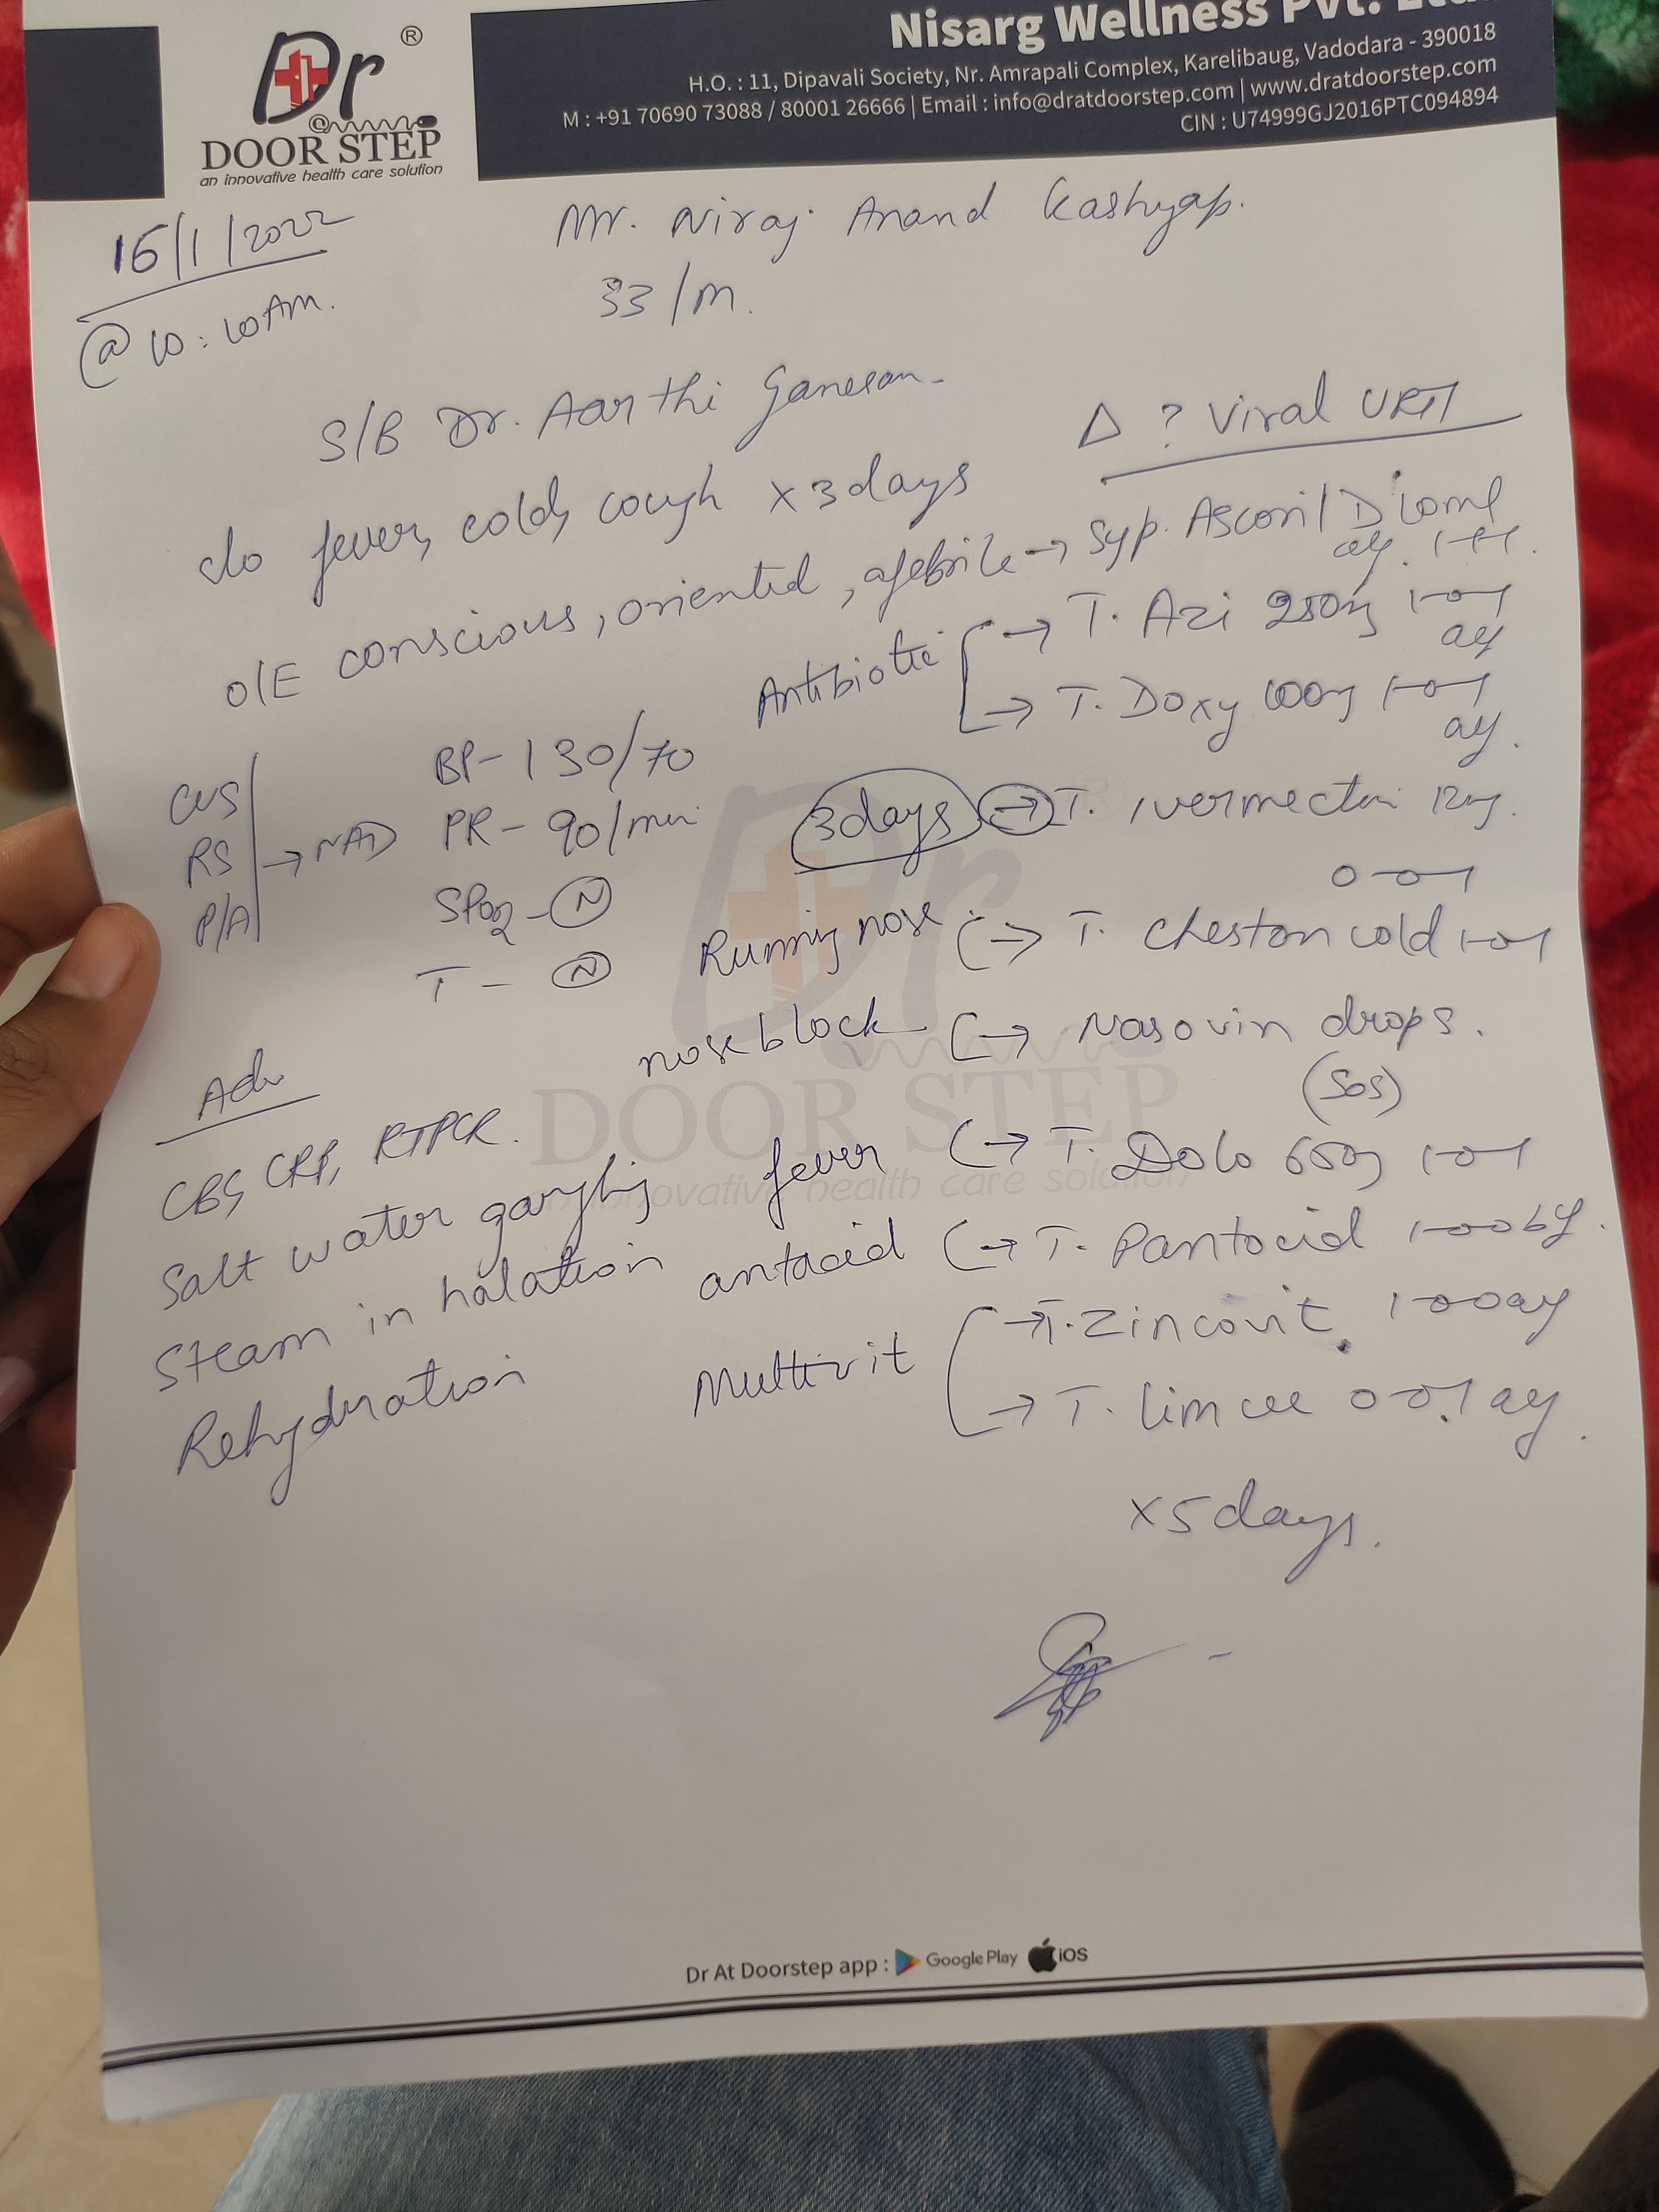 Dr ®
@
DOOR STEP
an innovative health care solution
Nisarg Wellness Pvt. Ltd.
H.O. : 11, Dipavali Society, Nr. Amrapali Complex, Karelibaug, Vadodara - 390018
M : +91 70690 73088 / 80001 26666 | Email : info@dratdoorstep.com | www.dratdoorstep.com
CIN : U74999GJ2016PTC094894
16/1/2022
@ 10:10 AM.
Mr. Niraj Anand Kashyap.
33/M.
S/B Dr. Aarthi Ganesan
Δ ? Viral URTI
c/o fever, cold, cough x 3 days
O/E conscious, oriented, afebrile
→ Syp. Ascoril D 10ml
Antibiotic → T. Azi 250mg 1-0-1
→ T. Doxy 100mg 1-0-1
CVS
RS → NAD
P/A
BP - 130/70
PR - 90/min
SPO2 - N
T - N
3 days → T. Ivermectin 12mg.
0-0-1
Running nose → T. Cheston cold 1-0-1
nose block → Nasovin drops.
(SOS)
fever → T. Dolo 650mg 1-0-1
antacid → T. Pantocid 1-0-0
Multivit → T. Zincovit 1-0-0
→ T. limcee 0-0-1
x 5 days.
Adv
CBC, CRP, RTPCR.
Salt water gargling
Steam inhalation
Rehydration
Dr
DOOR STEP
an innovative health care solution
Dr At Doorstep app : Google Play iOS